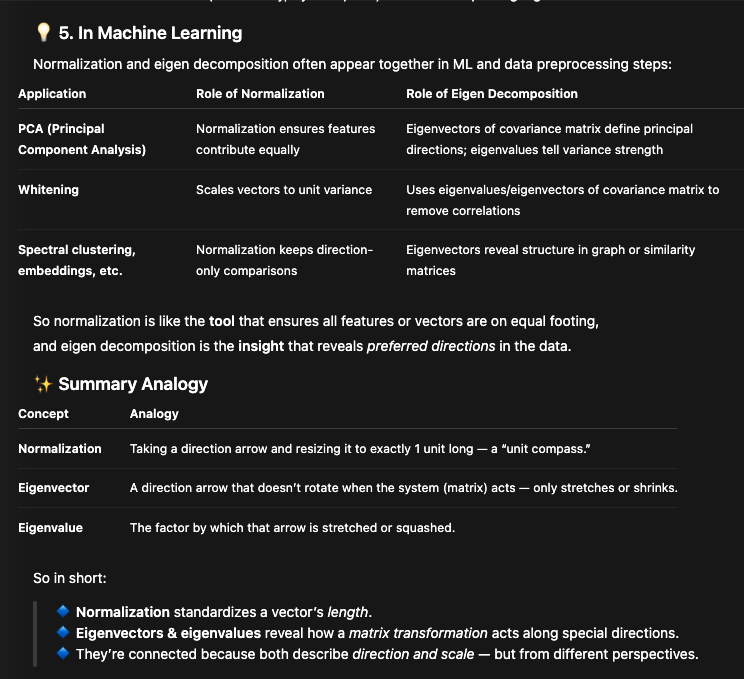 💡 5. In Machine Learning
Normalization and eigen decomposition often appear together in ML and data preprocessing steps:
Application Role of Normalization Role of Eigen Decomposition
PCA (Principal Component Analysis) Normalization ensures features contribute equally Eigenvectors of covariance matrix define principal directions; eigenvalues tell variance strength
Whitening Scales vectors to unit variance Uses eigenvalues/eigenvectors of covariance matrix to remove correlations
Spectral clustering, embeddings, etc. Normalization keeps direction-only comparisons Eigenvectors reveal structure in graph or similarity matrices
So normalization is like the tool that ensures all features or vectors are on equal footing,
and eigen decomposition is the insight that reveals preferred directions in the data.
✨ Summary Analogy
Concept Analogy
Normalization Taking a direction arrow and resizing it to exactly 1 unit long — a “unit compass.”
Eigenvector A direction arrow that doesn’t rotate when the system (matrix) acts — only stretches or shrinks.
Eigenvalue The factor by which that arrow is stretched or squashed.
So in short:
🔷 Normalization standardizes a vector’s length.
🔷 Eigenvectors & eigenvalues reveal how a matrix transformation acts along special directions.
🔷 They’re connected because both describe direction and scale — but from different perspectives.